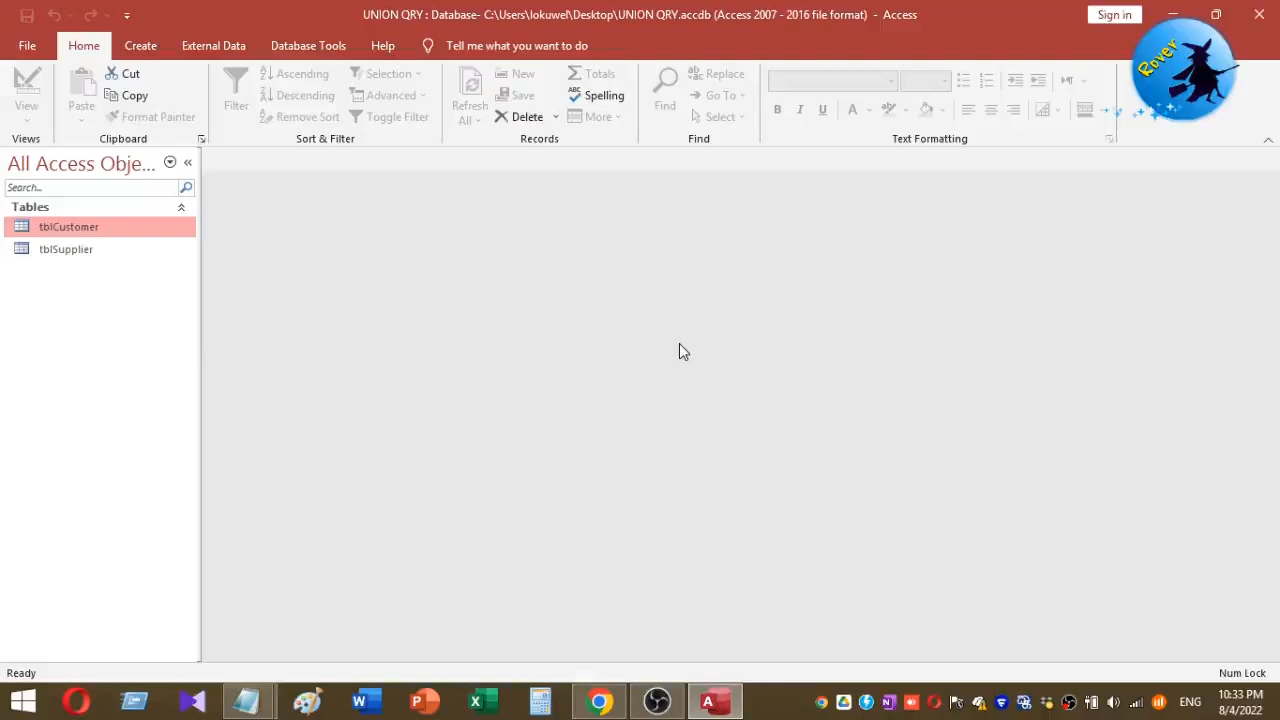 UNION QRY : Database- C:\Users\lokuwel\Desktop\UNION QRY.accdb (Access 2007 - 2016 file format) - Access
Sign in
File Home Create External Data Database Tools Help Tell me what you want to do
Rover
View
Paste
Cut
Copy
Format Painter
Filter
Ascending
Descending
Remove Sort
Selection
Advanced
Toggle Filter
Refresh
All
New
Save
Delete
Totals
Spelling
More
Find
Replace
Go To
Select
B I U A
Views Clipboard Sort & Filter Records Find Text Formatting
All Access Obje...
Search...
Tables
tblCustomer
tblSupplier
Ready
Num Lock
ENG
10:33 PM
8/4/2022